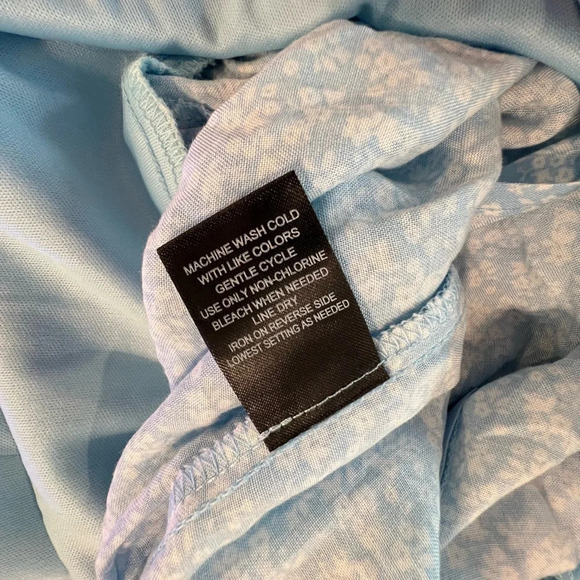 MACHINE WASH COLD
WITH LIKE COLORS
GENTLE CYCLE
USE ONLY NON-CHLORINE
BLEACH WHEN NEEDED
LINE DRY
IRON ON REVERSE SIDE
LOWEST SETTING AS NEEDED